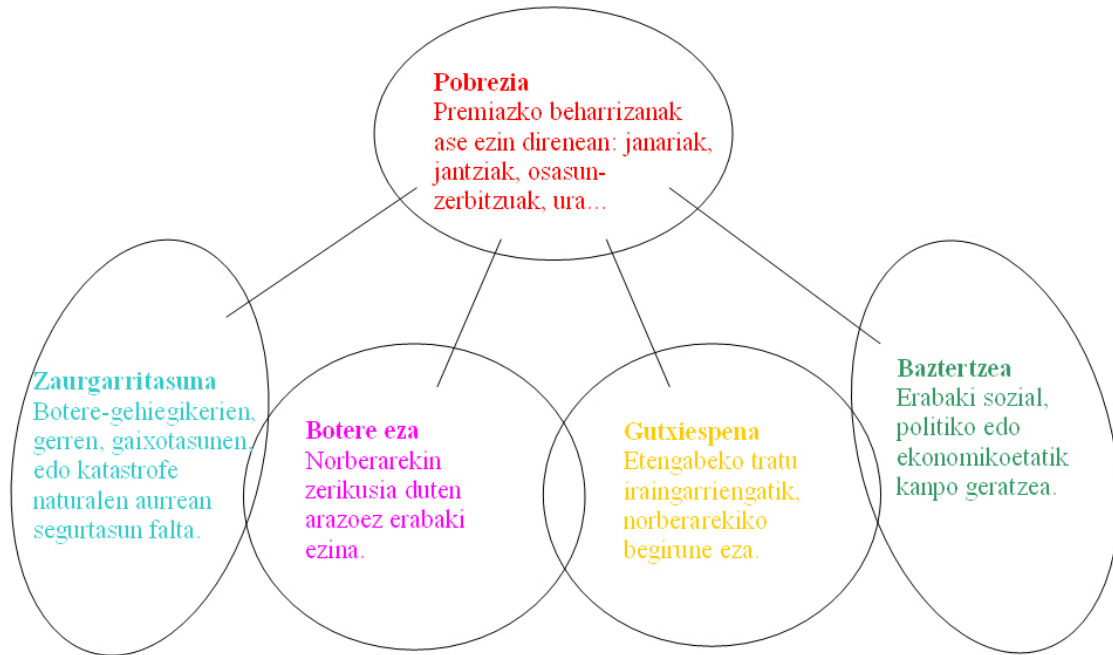 Pobrezia
Premiazko beharrizanak
ase ezin direnean: janariak,
jantziak, osasun-
zerbitzuak, ura...
Zaurgarritasuna
Botere-gehiegikerien,
gerren, gaixotasunen,
edo katastrofe
naturalen aurrean
segurtasun falta.
Botere eza
Norberarekin
zerikusia duten
arazoez erabaki
ezina.
Gutxiespena
Etengabeko tratu
iraingarriengatik,
norberarekiko
begirune eza.
Baztertzea
Erabaki sozial,
politiko edo
ekonomikoetatik
kanpo geratzea.